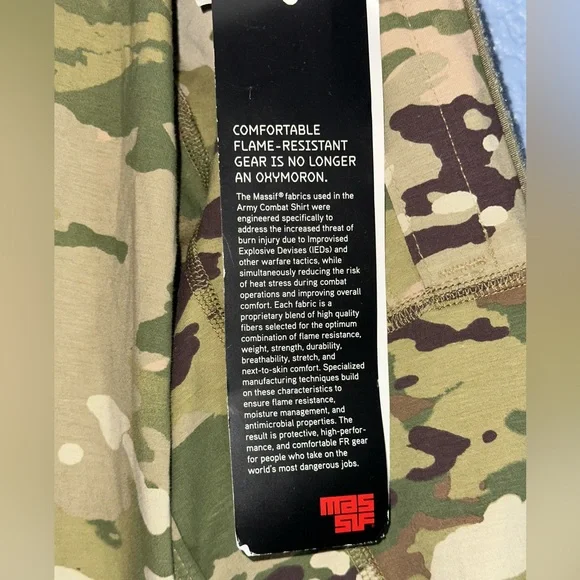 COMFORTABLE
FLAME-RESISTANT
GEAR IS NO LONGER
AN OXYMORON.
The Massif® fabrics used in the
Army Combat Shirt were
engineered specifically to
address the increased threat of
burn injury due to Improvised
Explosive Devises (IEDs) and
other warfare tactics, while
simultaneously reducing the risk
of heat stress during combat
operations and improving overall
comfort. Each fabric is a
proprietary blend of high quality
fibers selected for the optimum
combination of flame resistance,
weight, strength, durability,
breathability, stretch, and
next-to-skin comfort. Specialized
manufacturing techniques build
on these characteristics to
ensure flame resistance,
moisture management, and
antimicrobial properties. The
result is protective, high-perfor-
mance, and comfortable FR gear
for people who take on the
world's most dangerous jobs.
mas
sif